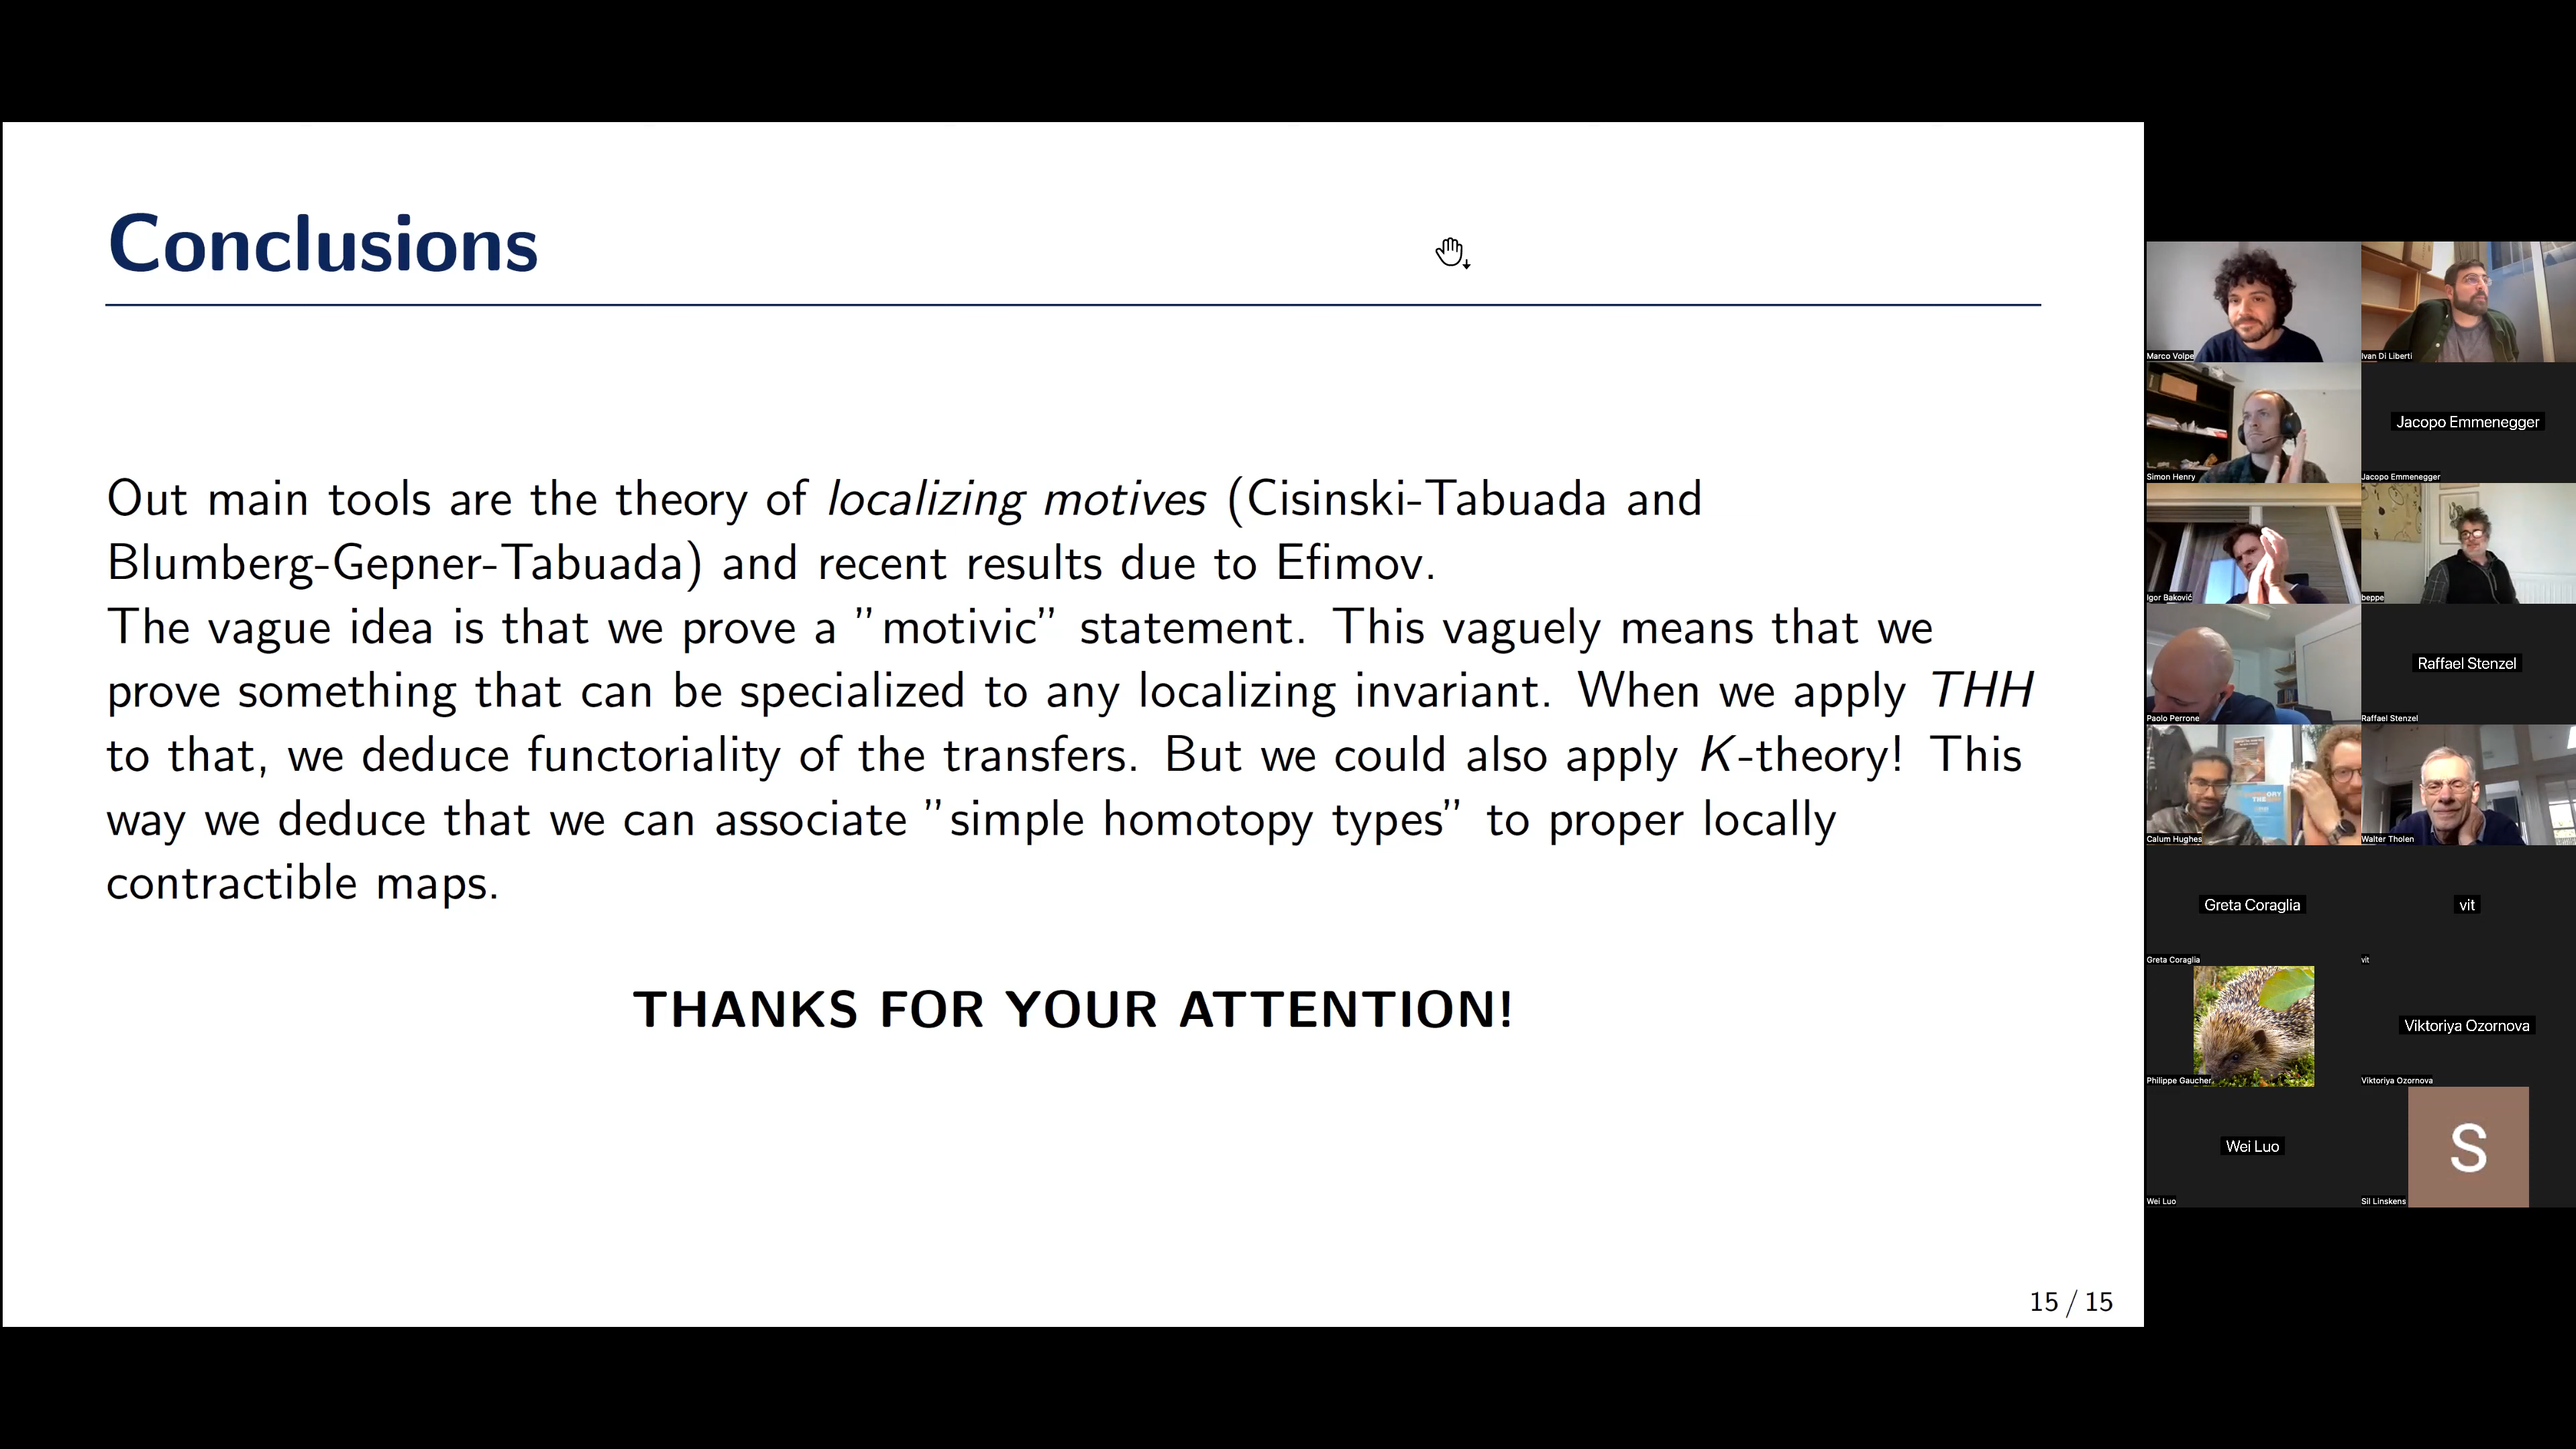 Conclusions
Out main tools are the theory of localizing motives (Cisinski-Tabuada and
Blumberg-Gepner-Tabuada) and recent results due to Efimov.
The vague idea is that we prove a ”motivic” statement. This vaguely means that we
prove something that can be specialized to any localizing invariant. When we apply THH
to that, we deduce functoriality of the transfers. But we could also apply K-theory! This
way we deduce that we can associate ”simple homotopy types” to proper locally
contractible maps.
THANKS FOR YOUR ATTENTION!
15 / 15
Marco Volpe
Ivan Di Liberti
Simon Henry
Jacopo Emmenegger
Jacopo Emmenegger
Igor Baković
beppe
Paolo Perrone
Raffael Stenzel
Raffael Stenzel
Calum Hughes
Walter Tholen
Greta Coraglia
Greta Coraglia
vit
vit
Philippe Gaucher
Viktoriya Ozornova
Viktoriya Ozornova
Wei Luo
Wei Luo
S
Sil Linskens